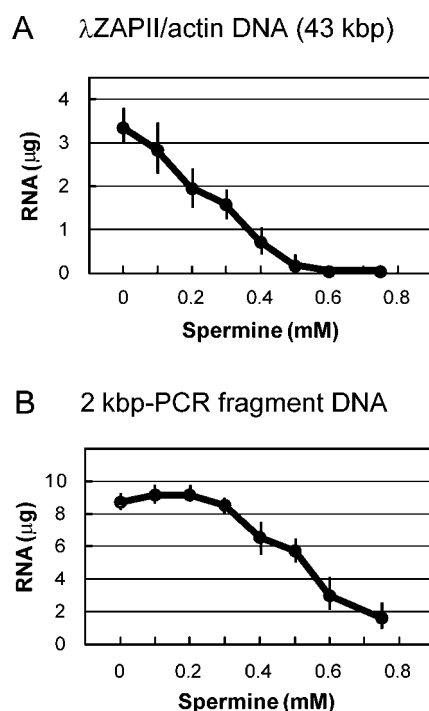 A λZAPII/actin DNA (43 kbp)
4
3
2
1
0
RNA (μg)
0 0.2 0.4 0.6 0.8
Spermine (mM)
B 2 kbp-PCR fragment DNA
10
8
6
4
2
0
RNA (μg)
0 0.2 0.4 0.6 0.8
Spermine (mM)